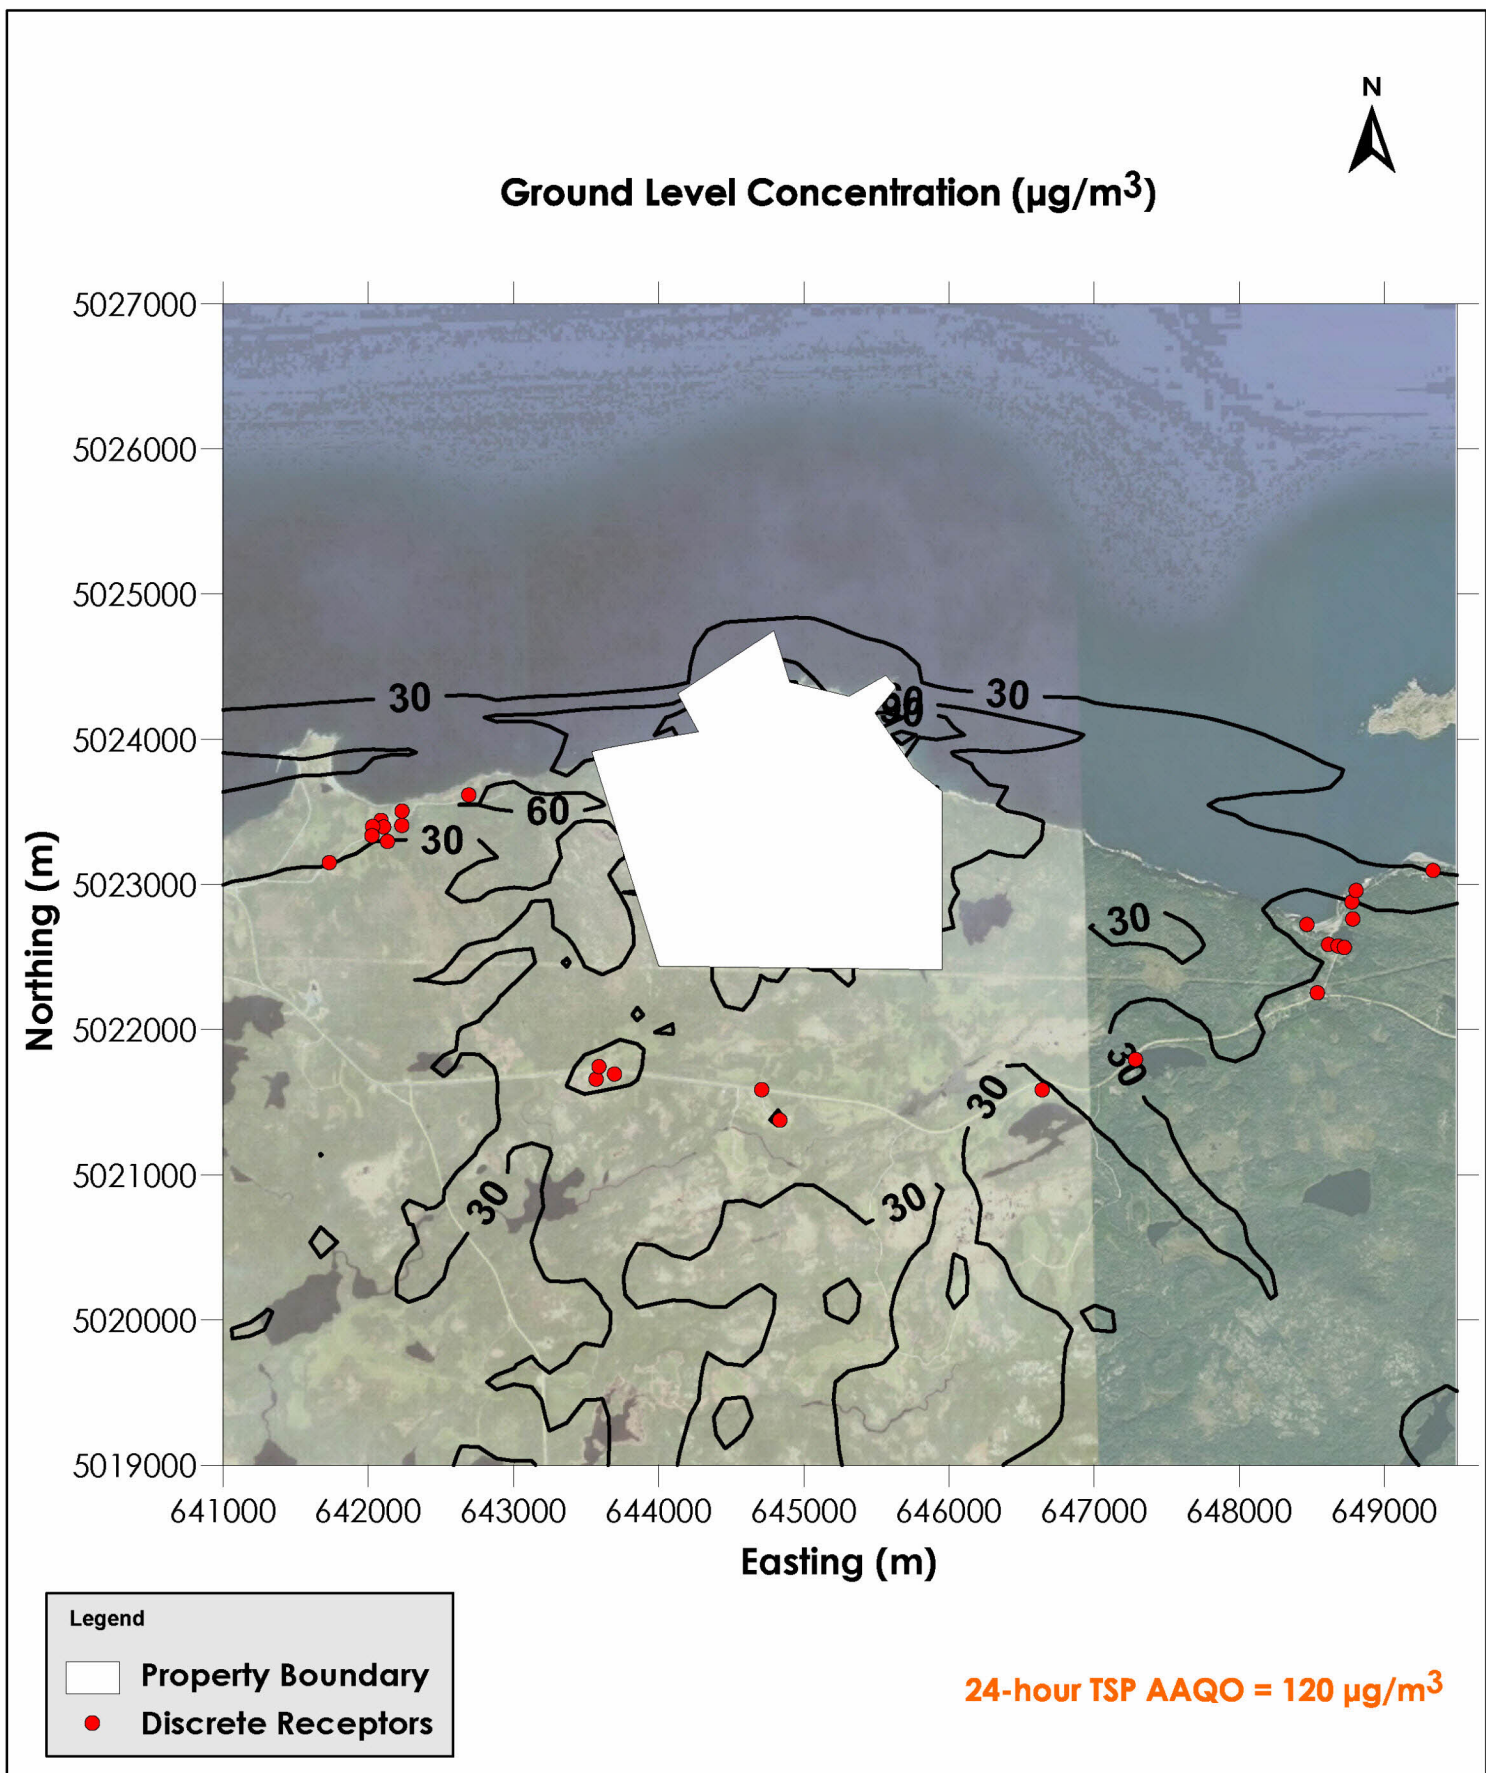 N
Ground Level Concentration (µg/m3)
5027000
5026000
5025000
5024000
5023000
5022000
5021000
5020000
5019000
Northing (m)
30
30
60
30
30
30
30
30
30
90
641000 642000 643000 644000 645000 646000 647000 648000 649000
Easting (m)
Legend
Property Boundary
Discrete Receptors
24-hour TSP AAQO = 120 µg/m3